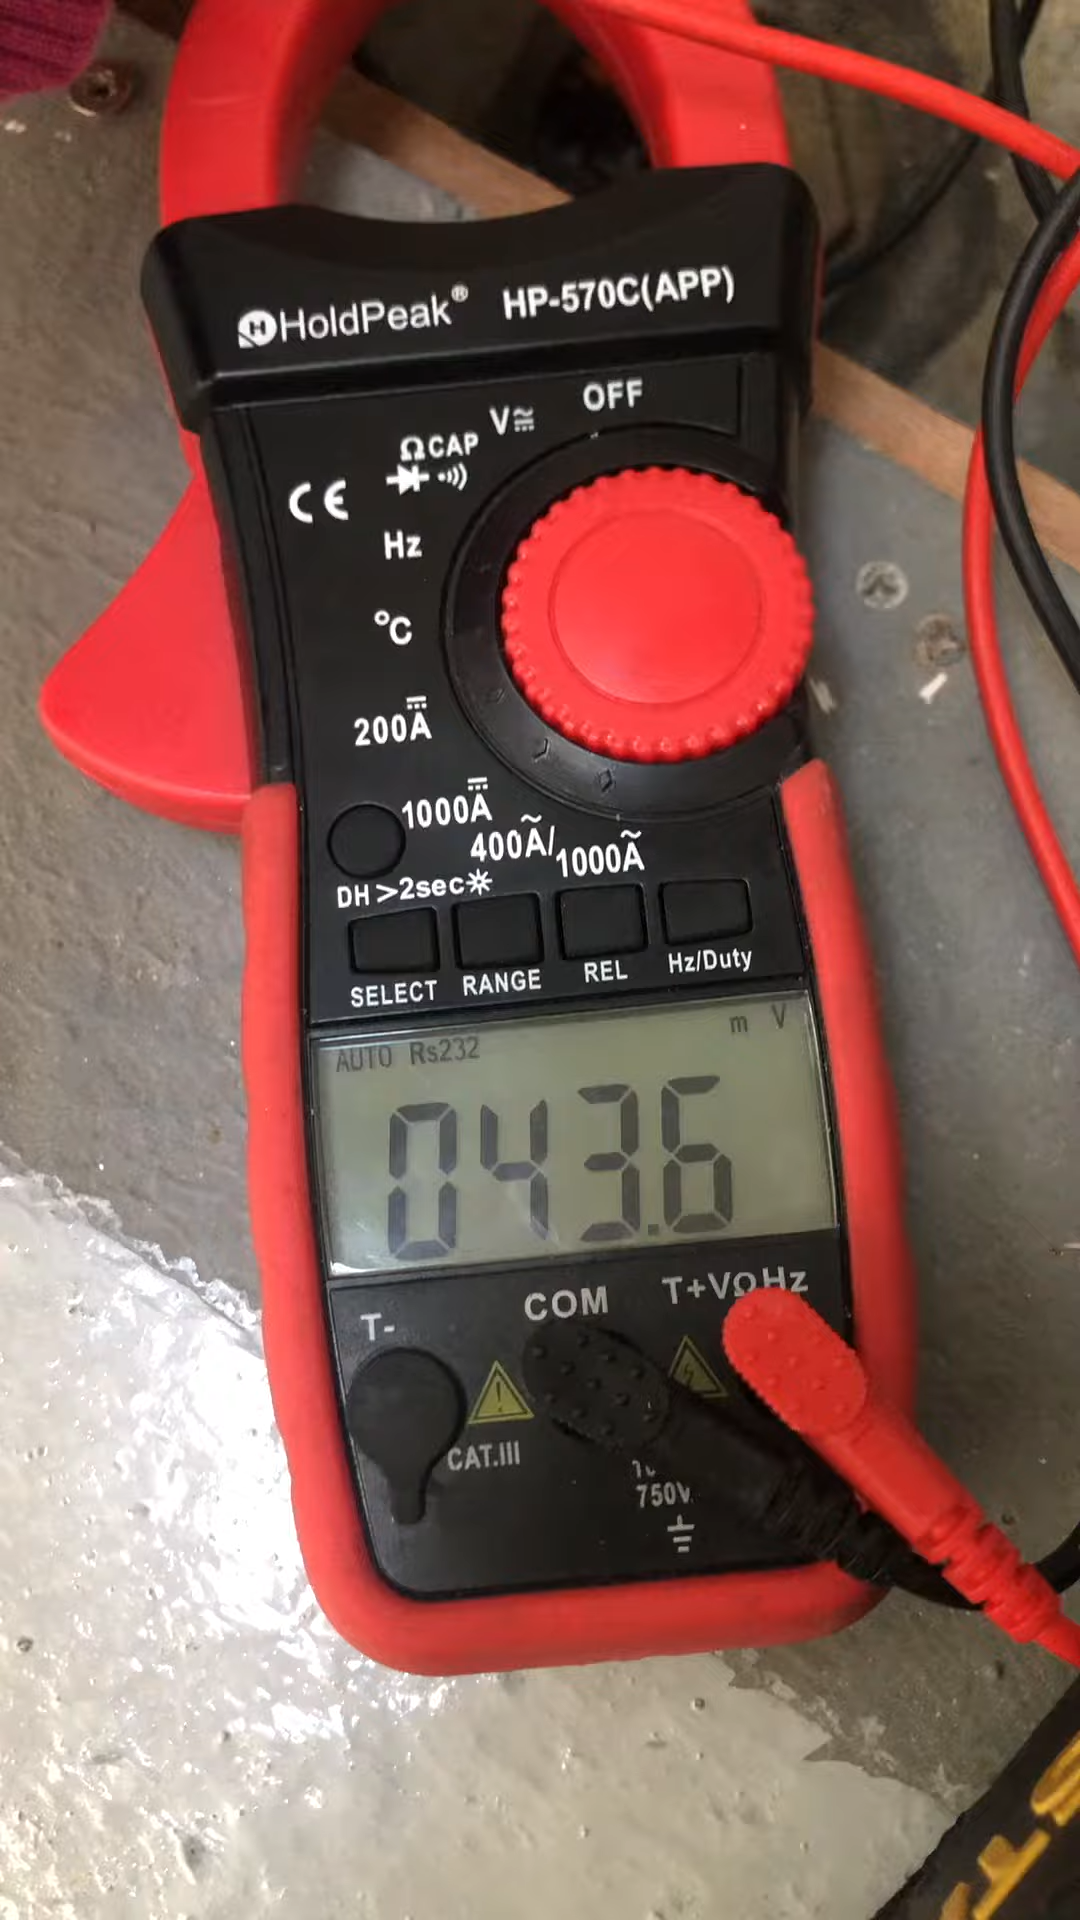 HoldPeak® HP-570C(APP)
OFF
V≂
ΩCAP
CE
Hz
°C
200A
1000A
400A/
1000A
DH >2sec
SELECT RANGE REL Hz/Duty
m V
AUTO Rs232
043.6
COM T+VΩHz
T-
CAT.III
750V